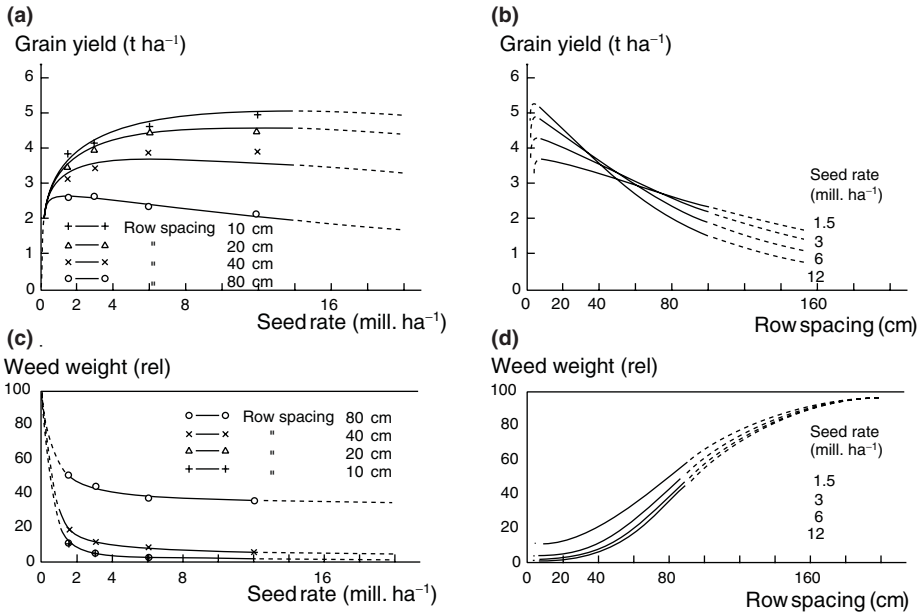 (a)
Grain yield (t ha⁻¹)
6
5
4
3
2
1
0
Row spacing 10 cm
" 20 cm
" 40 cm
" 80 cm
0 4 8 16
Seed rate (mill. ha⁻¹)
(b)
Grain yield (t ha⁻¹)
6
5
4
3
2
1
0
Seed rate
(mill. ha⁻¹)
1.5
3
6
12
0 20 40 80 160
Row spacing (cm)
(c)
Weed weight (rel)
100
80
60
40
20
0
Row spacing 80 cm
" 40 cm
" 20 cm
" 10 cm
0 2 4 8 16
Seed rate (mill. ha⁻¹)
(d)
Weed weight (rel)
100
80
60
40
20
0
Seed rate
(mill. ha⁻¹)
1.5
3
6
12
0 20 40 80 160
Row spacing (cm)